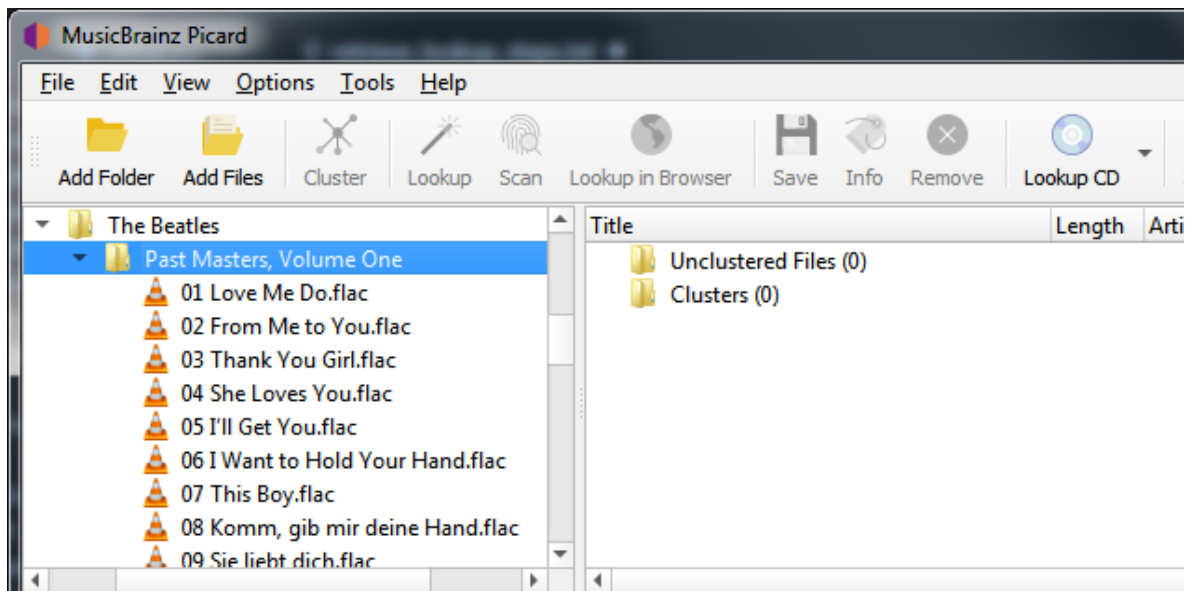 MusicBrainz Picard
File Edit View Options Tools Help
Add Folder Add Files Cluster Lookup Scan Lookup in Browser Save Info Remove Lookup CD
The Beatles
Past Masters, Volume One
01 Love Me Do.flac
02 From Me to You.flac
03 Thank You Girl.flac
04 She Loves You.flac
05 I'll Get You.flac
06 I Want to Hold Your Hand.flac
07 This Boy.flac
08 Komm, gib mir deine Hand.flac
09 Sie liebt dich.flac
Title Length Arti
Unclustered Files (0)
Clusters (0)